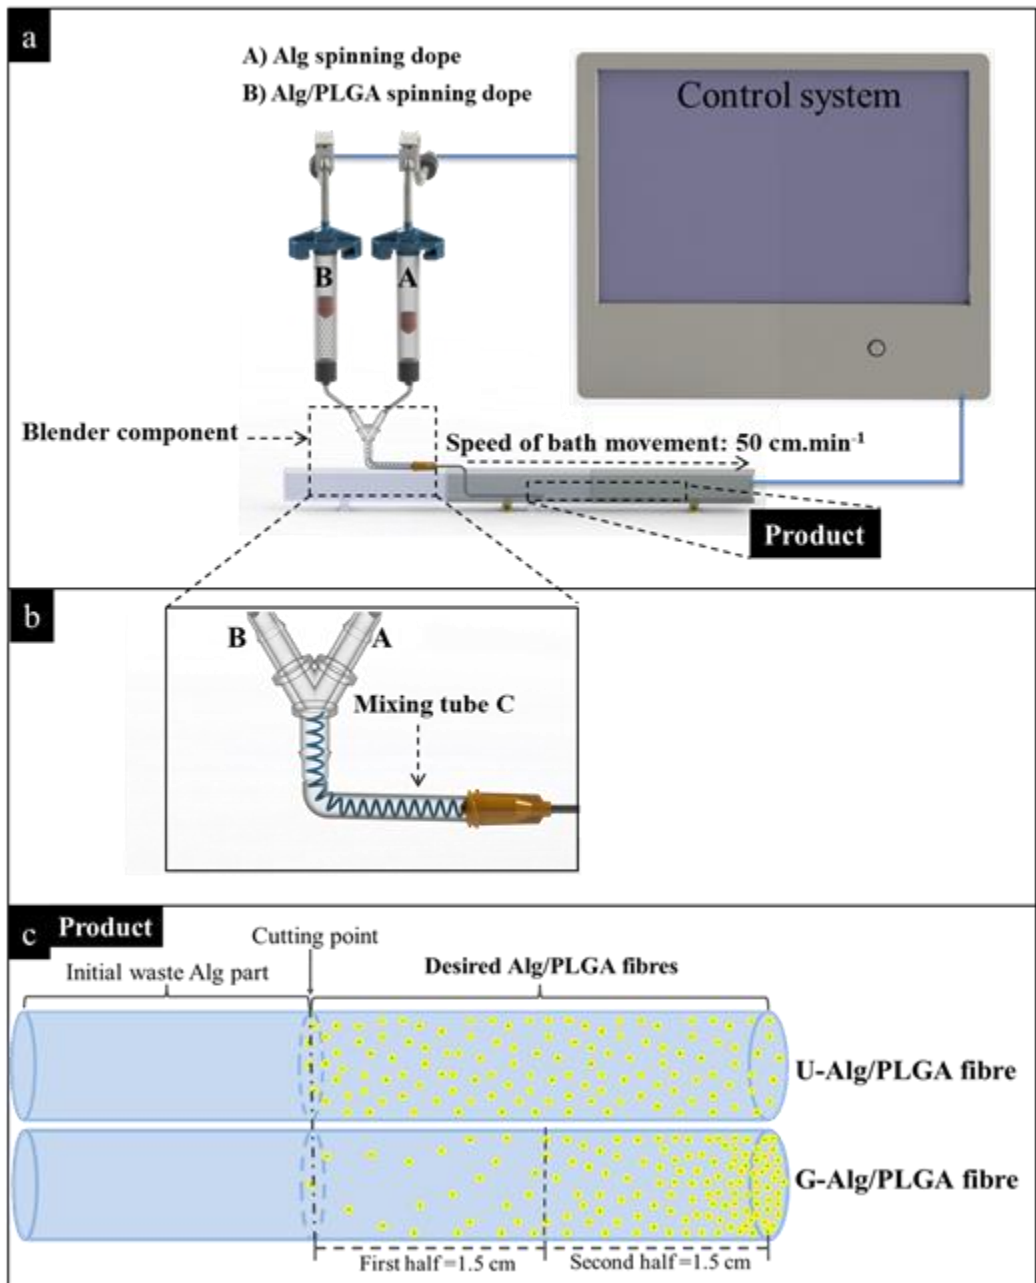 a
A) Alg spinning dope
B) Alg/PLGA spinning dope
Control system
B
A
Blender component
Speed of bath movement: 50 cm.min⁻¹
Product
b
B
A
Mixing tube C
c
Product
Cutting point
Initial waste Alg part
Desired Alg/PLGA fibres
U-Alg/PLGA fibre
G-Alg/PLGA fibre
First half =1.5 cm
Second half =1.5 cm